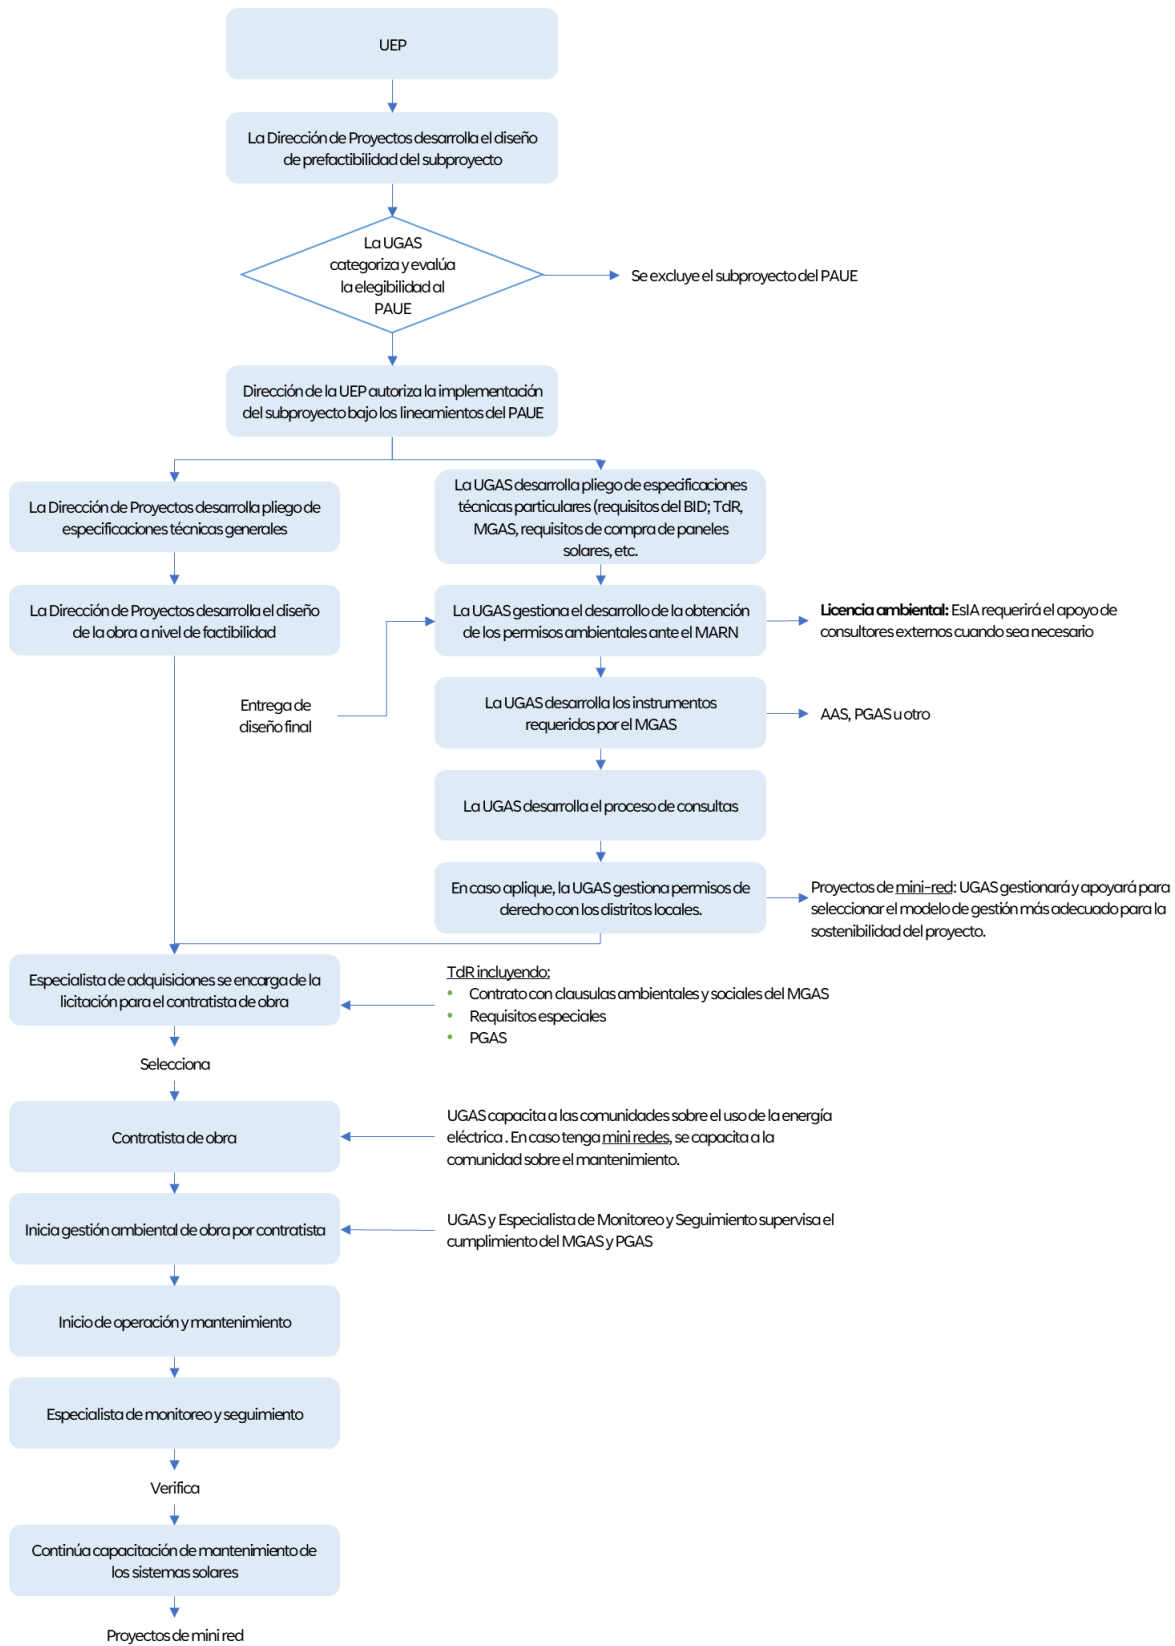 UEP
La Dirección de Proyectos desarrolla el diseño
de prefactibilidad del subproyecto
La UGAS
categoriza y evalúa
la elegibilidad al
PAUE
Se excluye el subproyecto del PAUE
Dirección de la UEP autoriza la implementación
del subproyecto bajo los lineamientos del PAUE
La Dirección de Proyectos desarrolla pliego de
especificaciones técnicas generales
La UGAS desarrolla pliego de especificaciones
técnicas particulares (requisitos del BID; TdR,
MGAS, requisitos de compra de paneles
solares, etc.
La Dirección de Proyectos desarrolla el diseño
de la obra a nivel de factibilidad
La UGAS gestiona el desarrollo de la obtención
de los permisos ambientales ante el MARN
Licencia ambiental: EsIA requerirá el apoyo de
consultores externos cuando sea necesario
Entrega de
diseño final
La UGAS desarrolla los instrumentos
requeridos por el MGAS
AAS, PGAS u otro
La UGAS desarrolla el proceso de consultas
En caso aplique, la UGAS gestiona permisos de
derecho con los distritos locales.
Proyectos de mini-red: UGAS gestionará y apoyará para
seleccionar el modelo de gestión más adecuado para la
sostenibilidad del proyecto.
Especialista de adquisiciones se encarga de la
licitación para el contratista de obra
TdR incluyendo:
• Contrato con clausulas ambientales y sociales del MGAS
• Requisitos especiales
• PGAS
Selecciona
Contratista de obra
UGAS capacita a las comunidades sobre el uso de la energía
eléctrica . En caso tenga mini redes, se capacita a la
comunidad sobre el mantenimiento.
Inicia gestión ambiental de obra por contratista
UGAS y Especialista de Monitoreo y Seguimiento supervisa el
cumplimiento del MGAS y PGAS
Inicio de operación y mantenimiento
Especialista de monitoreo y seguimiento
Verifica
Continúa capacitación de mantenimiento de
los sistemas solares
Proyectos de mini red